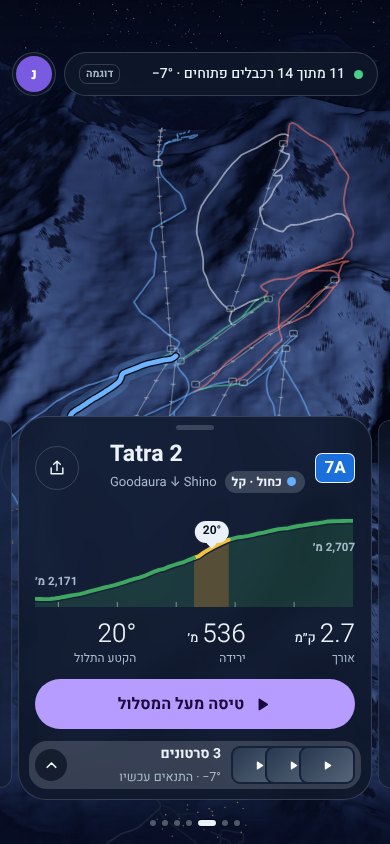 11 מתוך 14 רכבלים פתוחים · −7° דוגמה
נ
7A
Tatra 2
כחול · קל
Goodaura ↓ Shino
20°
2,707 מ׳
2,171 מ׳
2.7 ק״מ
אורך
536 מ׳
ירידה
20°
הקטע התלול
טיסה מעל המסלול
3 סרטונים
−7° · התנאים עכשיו